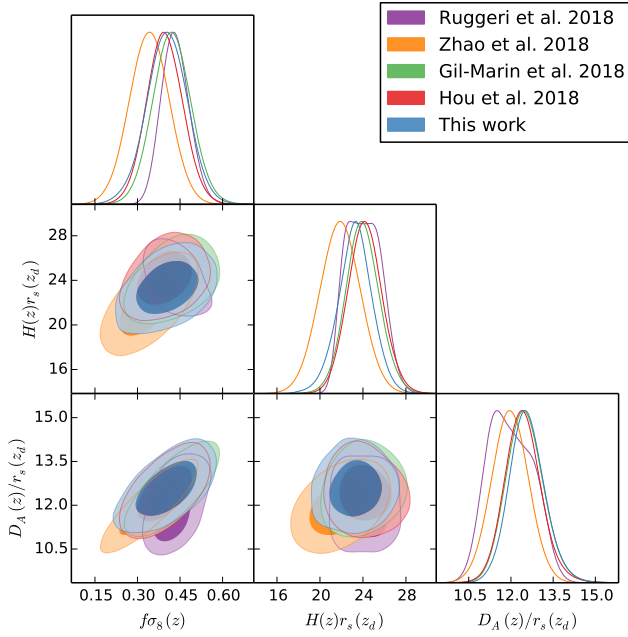 Ruggeri et al. 2018
Zhao et al. 2018
Gil-Marin et al. 2018
Hou et al. 2018
This work
28
24
20
16
H(z)r_s(z_d)
15.0
13.5
12.0
10.5
D_A(z)/r_s(z_d)
0.15 0.30 0.45 0.60
fσ_8(z)
16 20 24 28
H(z)r_s(z_d)
10.5 12.0 13.5 15.0
D_A(z)/r_s(z_d)